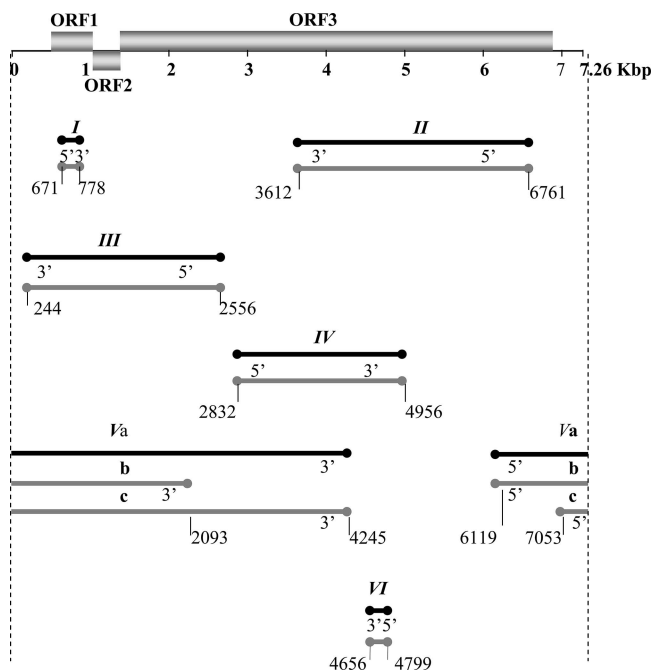 ORF1 ORF3
0 1 2 3 4 5 6 7 7.26 Kbp
ORF2
I II
5’3’ 3’ 5’
671 778 3612 6761
III
3’ 5’
244 2556
IV
5’ 3’
2832 4956
Va Va
3’ 5’
b b
3’ 5’
c c
3’ 5’
2093 4245 6119 7053
VI
3’5’
4656 4799